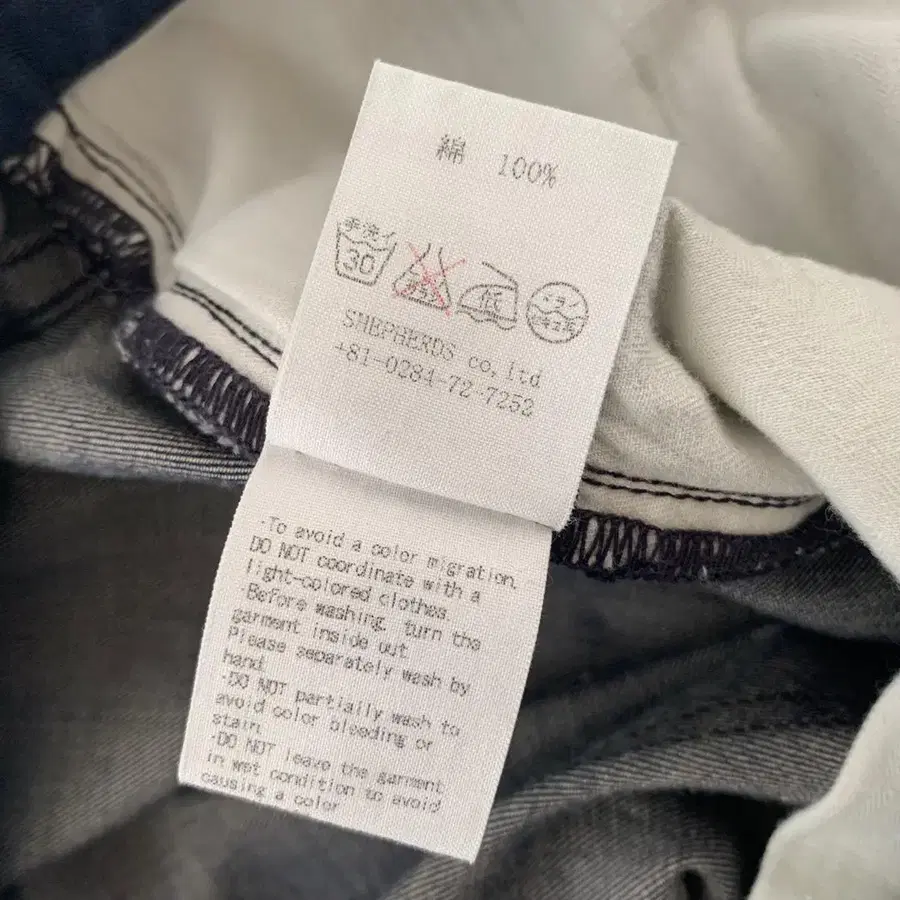 綿 100%
手洗イ
30
低
SHEPHERDS co, ltd
+81-0284-72-7252
·To avoid a color migration.
DO NOT coordinate with a
light-colored clothes.
·Before washing, turn the
garment inside out
please separately wash by
hand.
·DO NOT partially wash to
avoid color bleeding or
stain.
·DO NOT leave the garment
in wet condition to avoid
causing a color